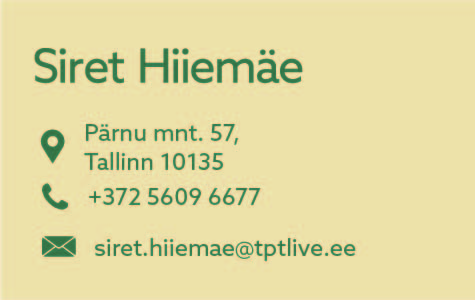 Siret Hiiemäe
Pärnu mnt. 57,
Tallinn 10135
+372 5609 6677
siret.hiiemae@tptlive.ee